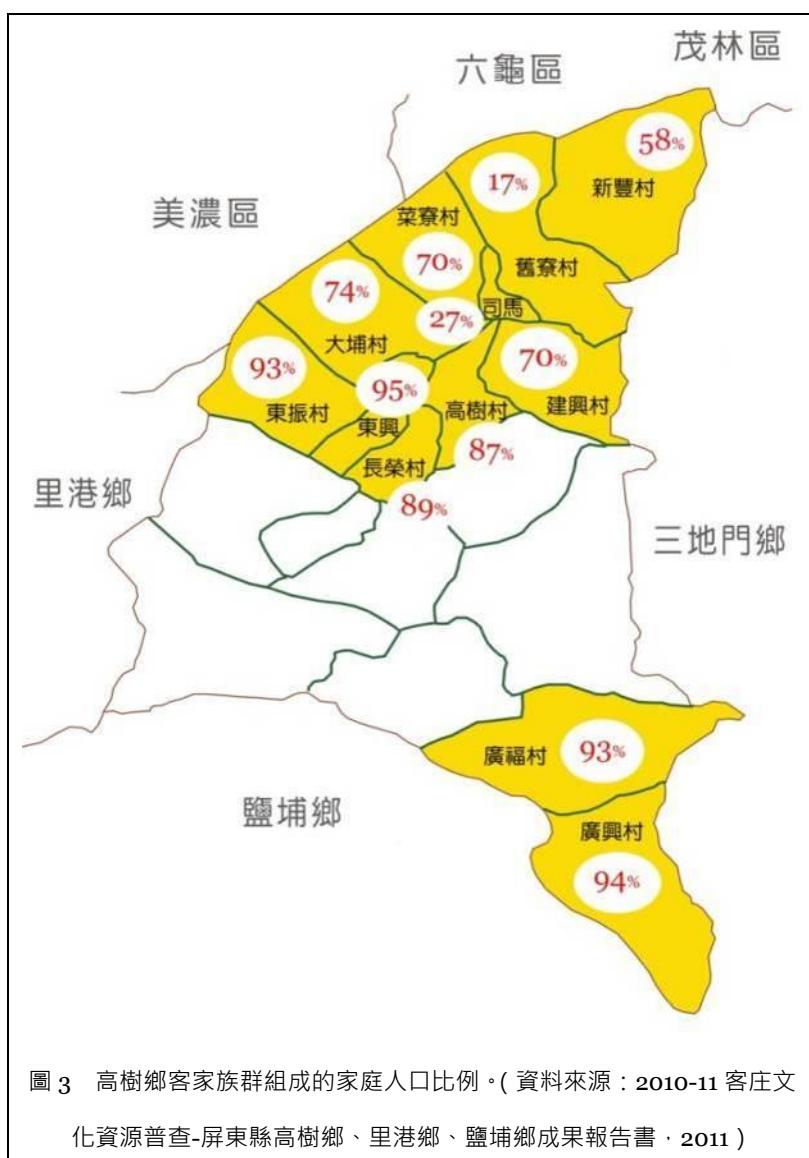 茂林區
六龜區
58%
新豐村
17%
美濃區
菜寮村
舊寮村
70%
74%
司馬
27%
大埔村
70%
93%
95%
高樹村
建興村
東振村
東興
87%
長榮村
里港鄉
89%
三地門鄉
廣福村
93%
鹽埔鄉
廣興村
94%
圖 3 高樹鄉客家族群組成的家庭人口比例。( 資料來源：2010-11 客庄文
化資源普查-屏東縣高樹鄉、里港鄉、鹽埔鄉成果報告書，2011 )